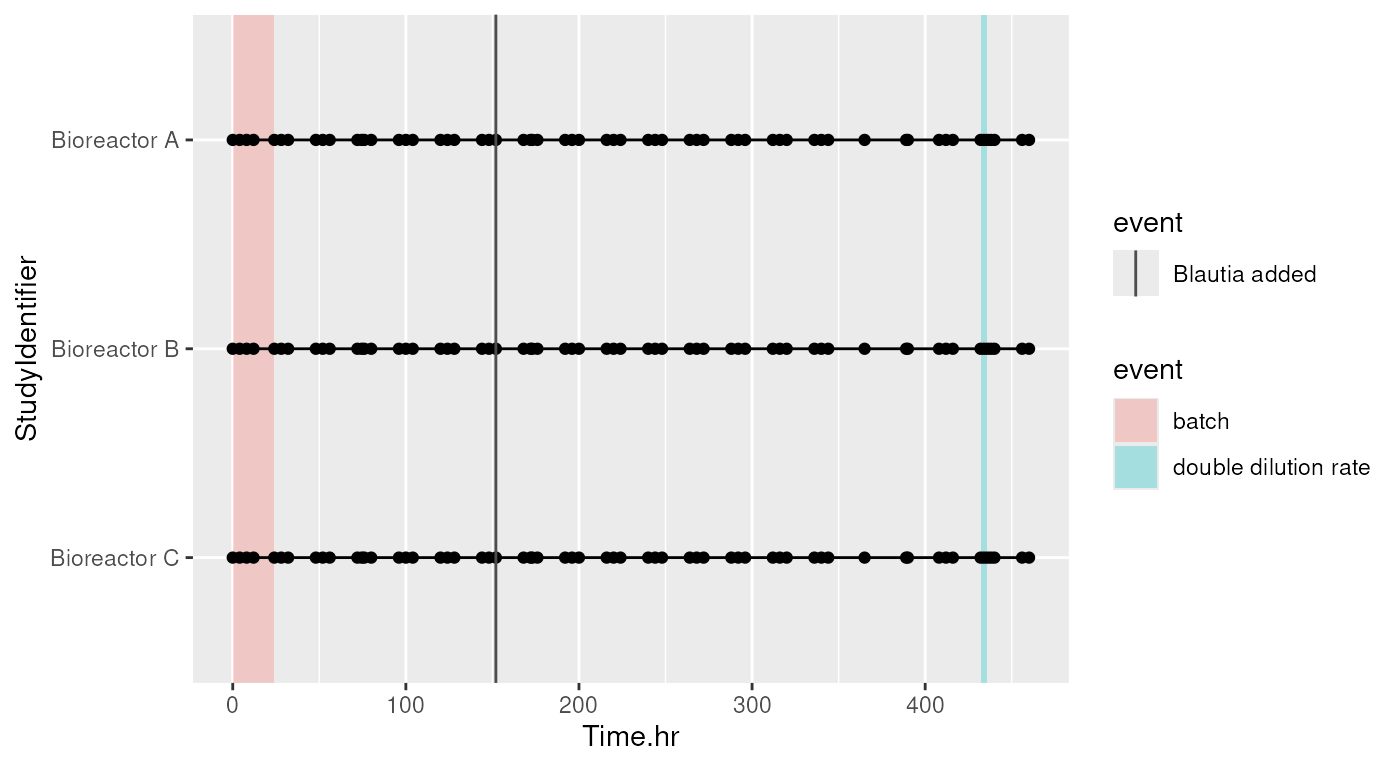 Bioreactor A
Bioreactor B
Bioreactor C
StudyIdentifier
0 100 200 300 400
Time.hr
event
Blautia added
event
batch
double dilution rate